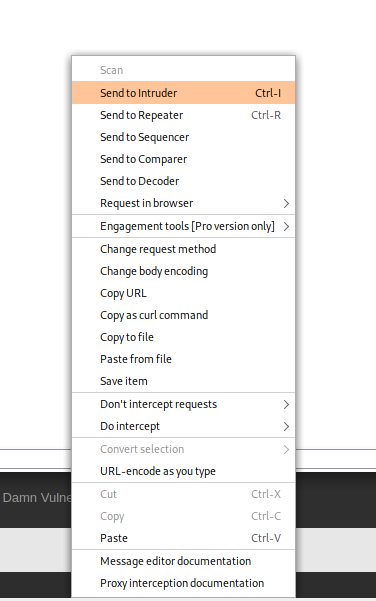 Scan
Send to Intruder Ctrl-I
Send to Repeater Ctrl-R
Send to Sequencer
Send to Comparer
Send to Decoder
Request in browser
Engagement tools [Pro version only]
Change request method
Change body encoding
Copy URL
Copy as curl command
Copy to file
Paste from file
Save item
Don't intercept requests
Do intercept
Convert selection
URL-encode as you type
Cut Ctrl-X
Damn Vulne
Copy Ctrl-C
Paste Ctrl-V
Message editor documentation
Proxy interception documentation